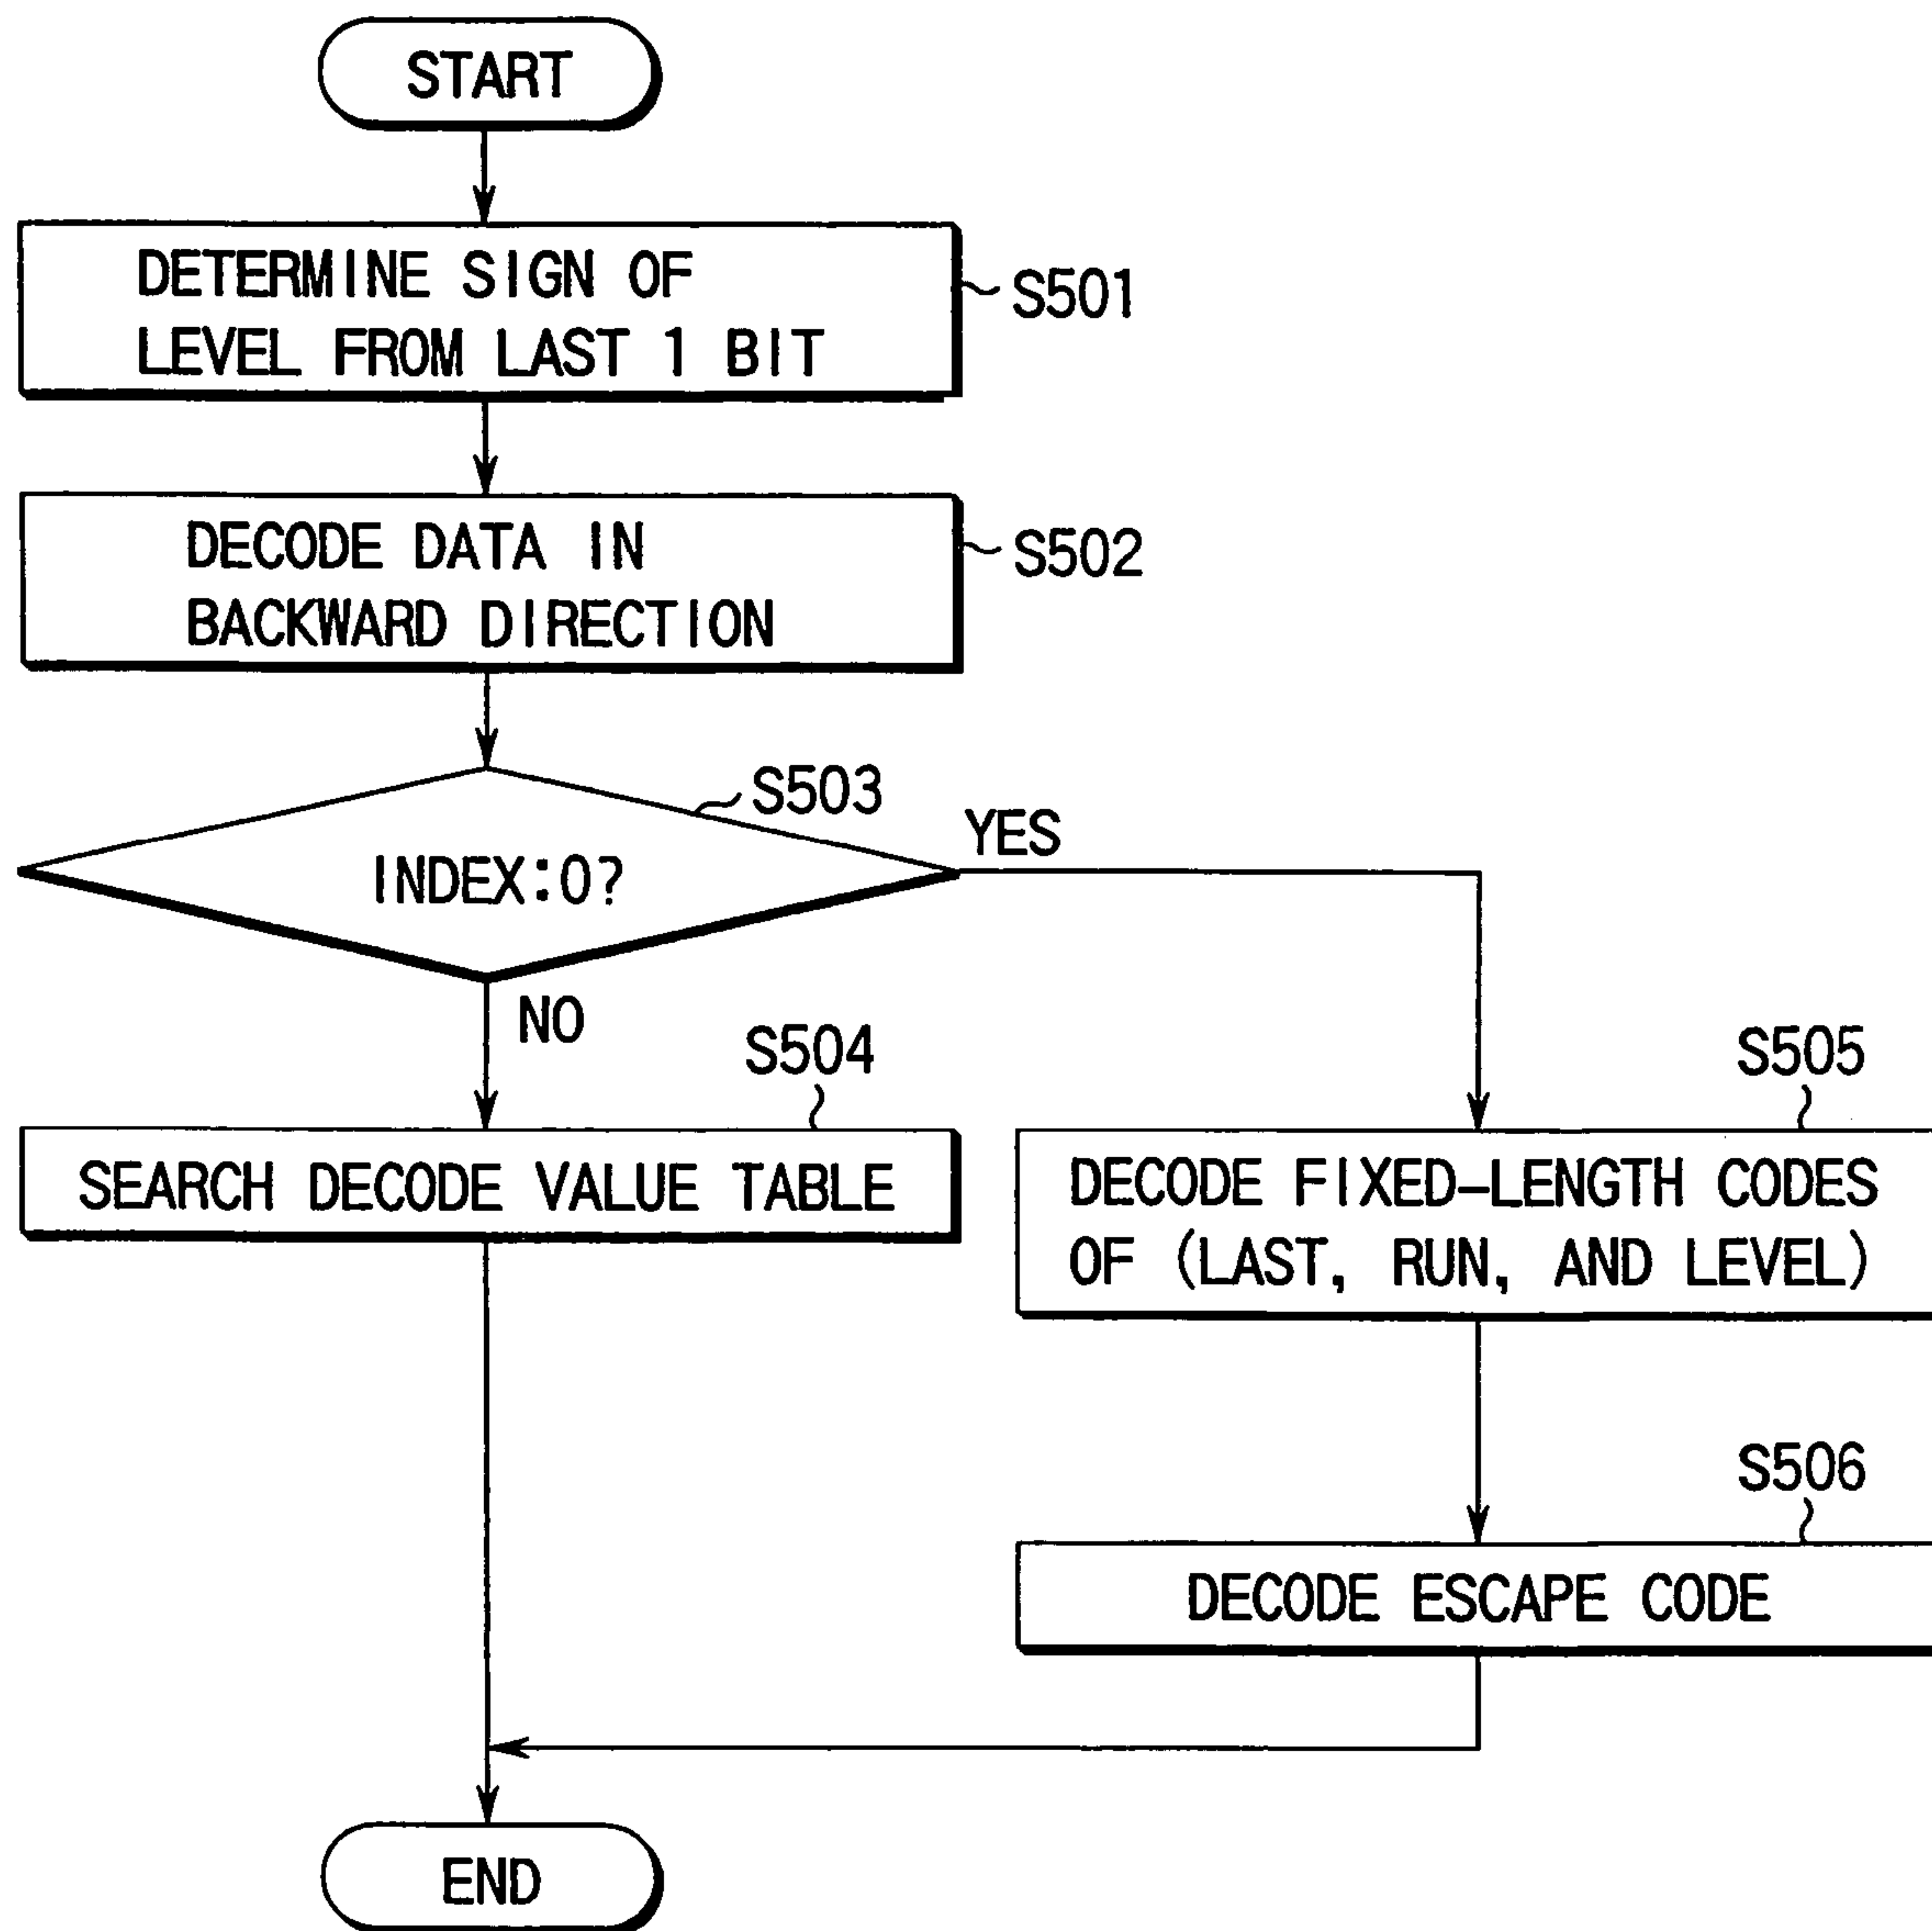 START
DETERMINE SIGN OF
LEVEL FROM LAST 1 BIT
S501
DECODE DATA IN
BACKWARD DIRECTION
S502
S503
INDEX:0?
YES
NO
S504
SEARCH DECODE VALUE TABLE
S505
DECODE FIXED-LENGTH CODES
OF (LAST, RUN, AND LEVEL)
S506
DECODE ESCAPE CODE
END